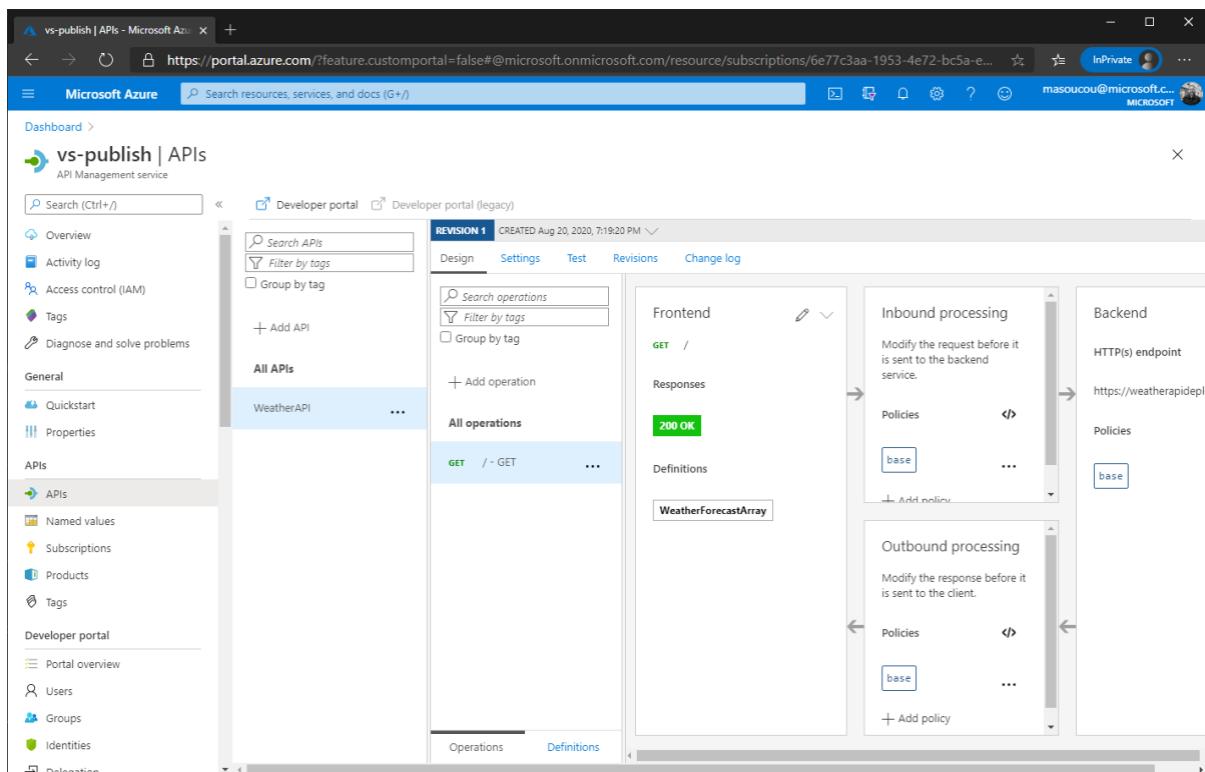 vs-publish | APIs - Microsoft Azu
https://portal.azure.com/?feature.customportal=false#@microsoft.onmicrosoft.com/resource/subscriptions/6e77c3aa-1953-4e72-bc5a-e...
InPrivate
Microsoft Azure
Search resources, services, and docs (G+/)
masoucou@microsoft.c...
MICROSOFT
Dashboard >
vs-publish | APIs
API Management service
Search (Ctrl+/)
«
Overview
Activity log
Access control (IAM)
Tags
Diagnose and solve problems
General
Quickstart
Properties
APIs
APIs
Named values
Subscriptions
Products
Tags
Developer portal
Portal overview
Users
Groups
Identities
Delegation
Developer portal
Developer portal (legacy)
Search APIs
Filter by tags
Group by tag
+ Add API
All APIs
WeatherAPI
...
REVISION 1
CREATED Aug 20, 2020, 7:19:20 PM
Design
Settings
Test
Revisions
Change log
Search operations
Filter by tags
Group by tag
+ Add operation
All operations
GET / - GET
...
Operations
Definitions
Frontend
GET /
Responses
200 OK
Definitions
WeatherForecastArray
Inbound processing
Modify the request before it
is sent to the backend
service.
Policies
</>
base
...
+ Add policy
Outbound processing
Modify the response before it
is sent to the client.
Policies
</>
base
...
+ Add policy
Backend
HTTP(s) endpoint
https://weatherapidepl
Policies
base